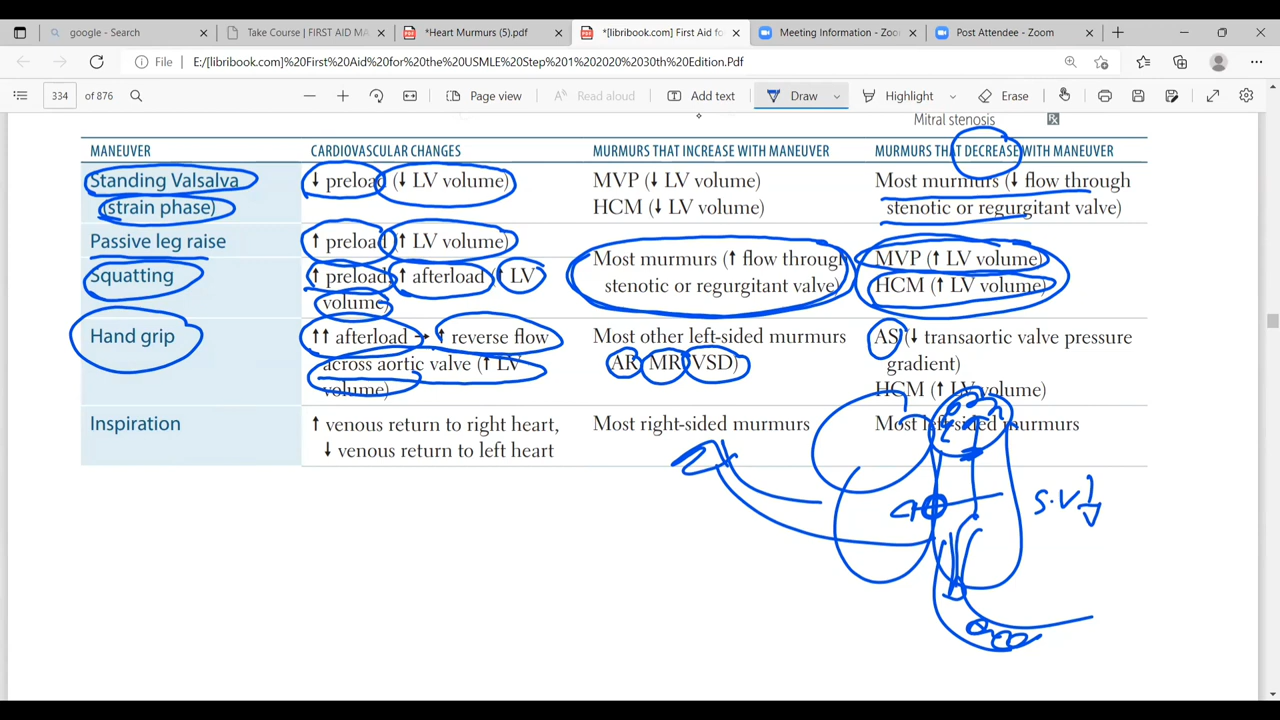 google - Search
Take Course | FIRST AID MA
*Heart Murmurs (5).pdf
*[libribook.com] First Aid fo
Meeting Information - Zoo
Post Attendee - Zoom
File
E:/[libribook.com]%20First%20Aid%20for%20the%20USMLE%20Step%201%202020%2030th%20Edition.Pdf
334 of 876
Page view
Read aloud
Add text
Draw
Highlight
Erase
Mitral stenosis ℞
MANEUVER CARDIOVASCULAR CHANGES MURMURS THAT INCREASE WITH MANEUVER MURMURS THAT DECREASE WITH MANEUVER
Standing Valsalva ↓ preload (↓ LV volume) MVP (↓ LV volume) Most murmurs (↓ flow through
(strain phase) HCM (↓ LV volume) stenotic or regurgitant valve)
Passive leg raise ↑ preload (↑ LV volume)
Most murmurs (↑ flow through MVP (↑ LV volume)
Squatting ↑ preload, ↑ afterload (↑ LV stenotic or regurgitant valve) HCM (↑ LV volume)
volume)
Hand grip ↑↑ afterload → ↑ reverse flow Most other left-sided murmurs AS (↓ transaortic valve pressure
across aortic valve (↑ LV (AR, MR, VSD) gradient)
volume) HCM (↑ LV volume)
Inspiration ↑ venous return to right heart, Most right-sided murmurs Most left-sided murmurs
↓ venous return to left heart
S.V ↓